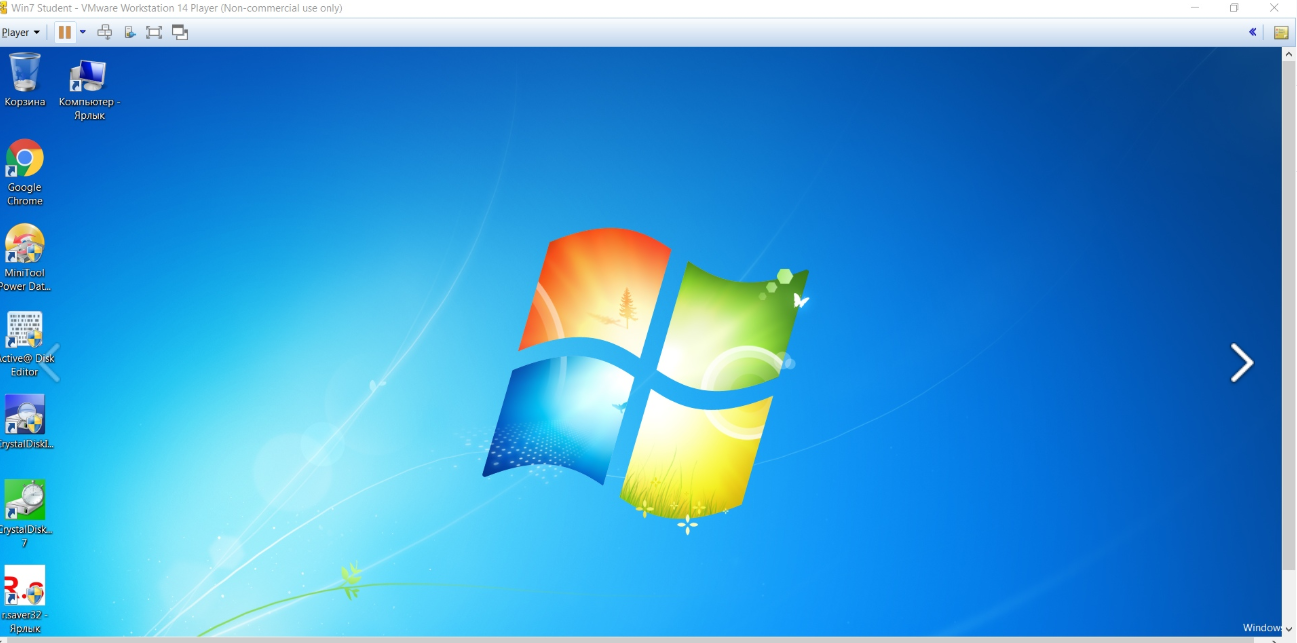 Win7 Student - VMware Workstation 14 Player (Non-commercial use only)
Player
Корзина
Компьютер -
Ярлык
Google
Chrome
MiniTool
Power Dat...
Active@ Disk
Editor
CrystalDiskI...
CrystalDisk...
7
R.s
r.saver32 -
Ярлык
Windows